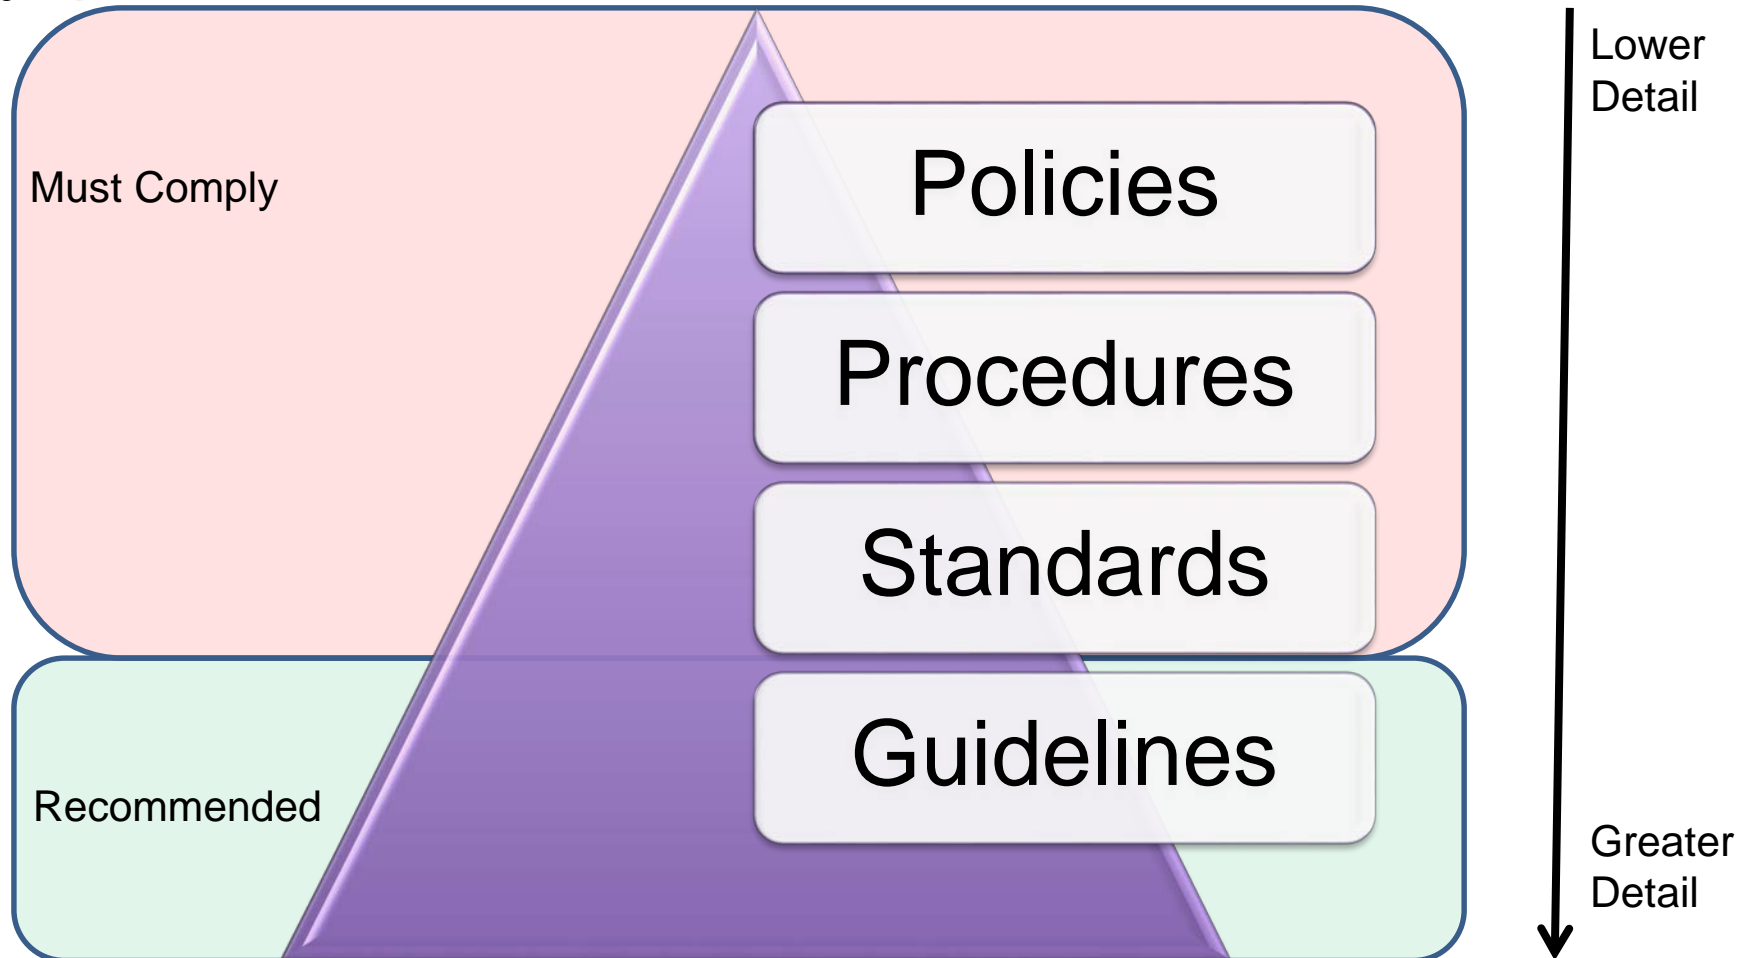 Lower
Detail
Policies
Must Comply
Procedures
Standards
Guidelines
Recommended
Greater
Detail